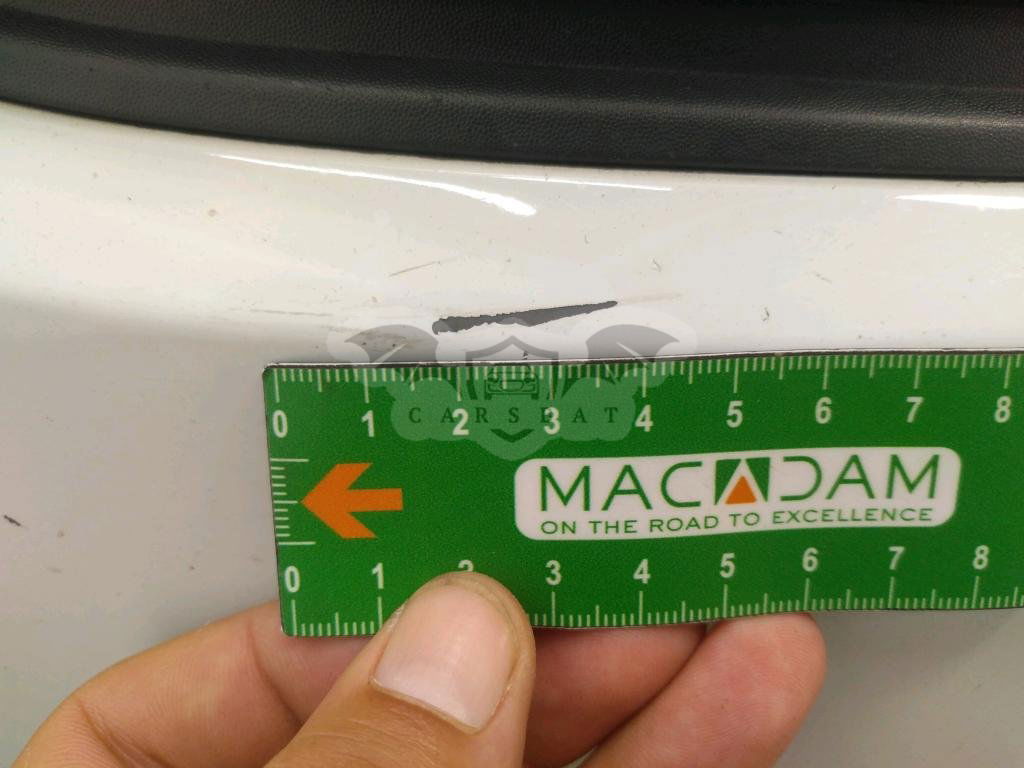 0 1 2 3 4 5 6 7 8
CARSBAT
MACADAM
ON THE ROAD TO EXCELLENCE
0 1 2 3 4 5 6 7 8